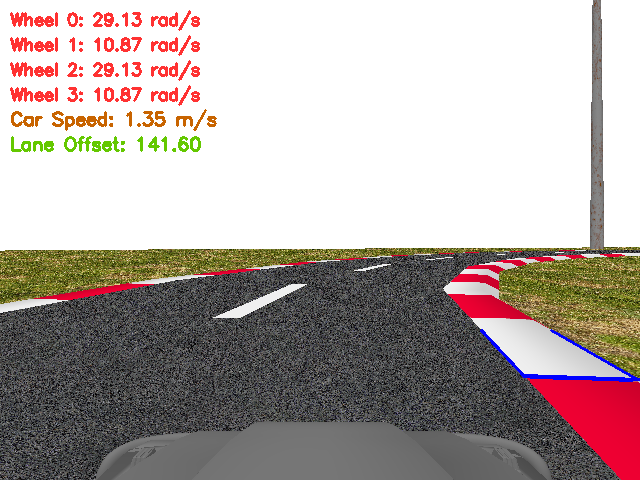 Wheel 0: 29.13 rad/s
Wheel 1: 10.87 rad/s
Wheel 2: 29.13 rad/s
Wheel 3: 10.87 rad/s
Car Speed: 1.35 m/s
Lane Offset: 141.60